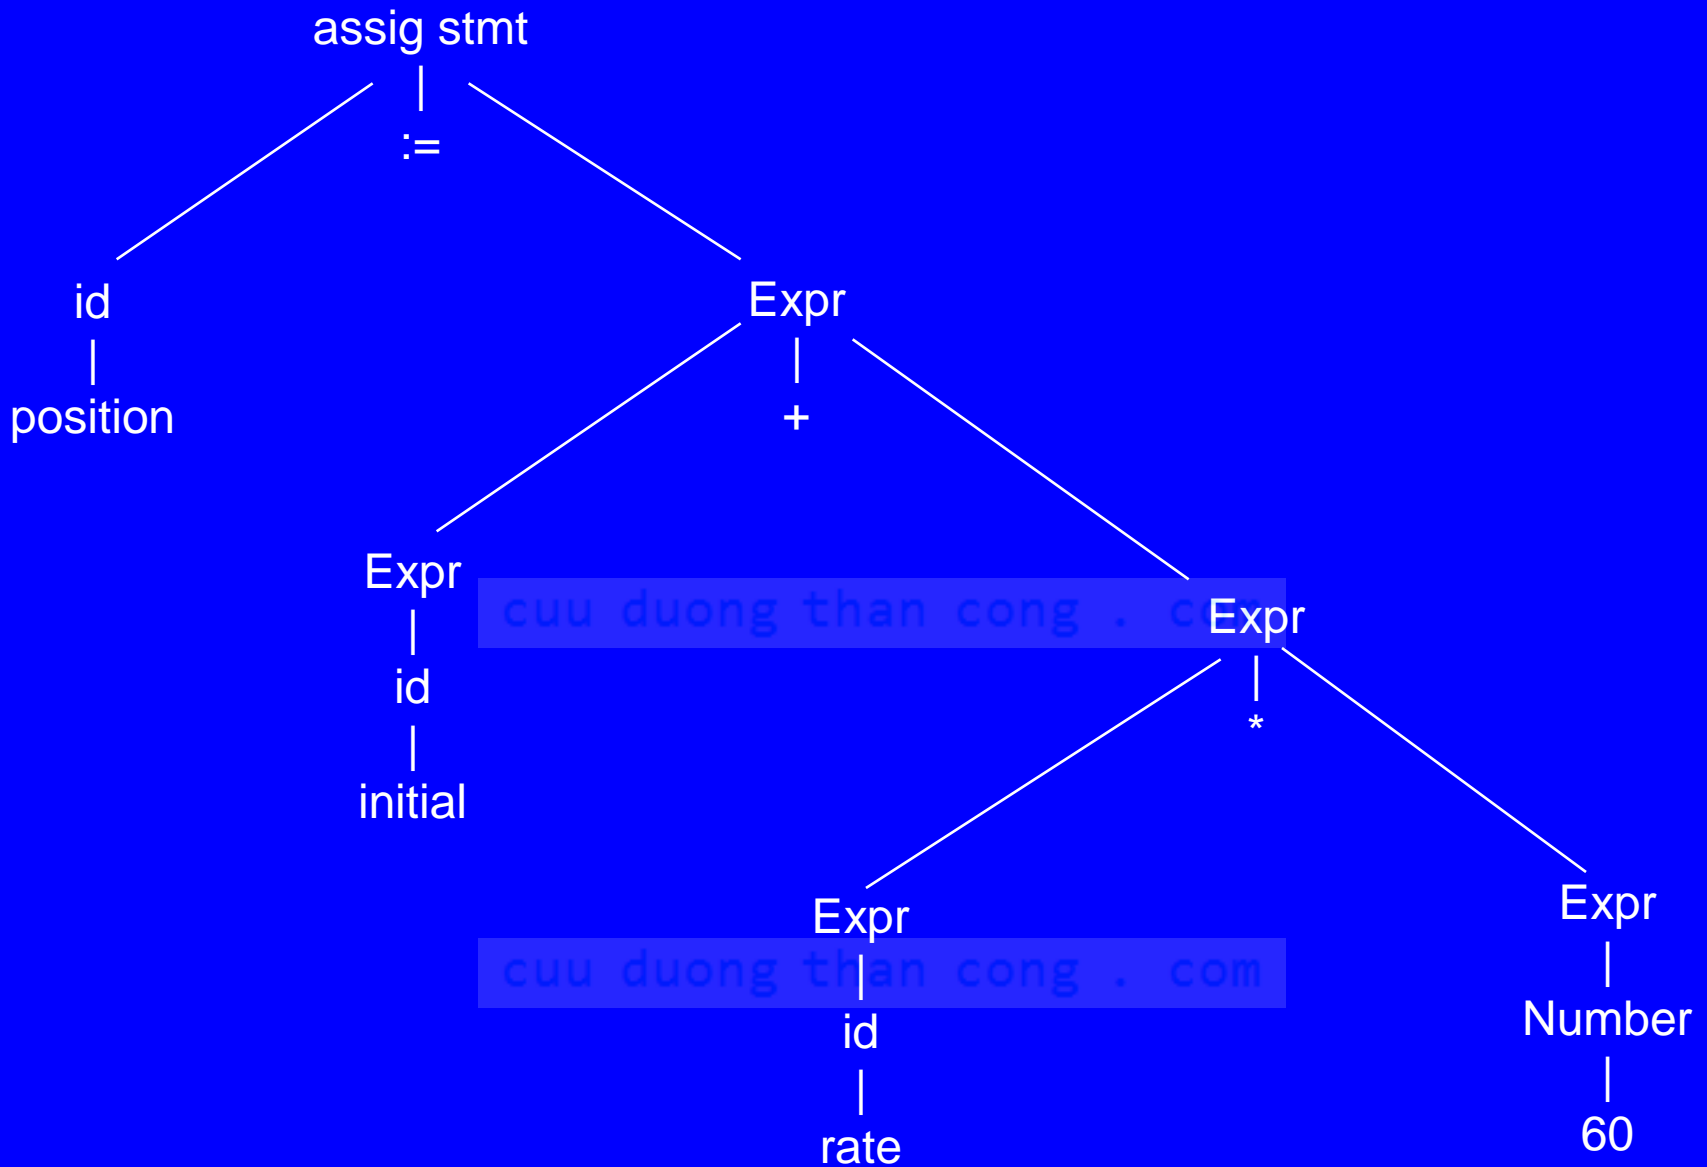 assig stmt
:=
id
Expr
position
+
Expr
cuu duong than cong . com
Expr
id
*
initial
Expr
Expr
cuu duong than cong . com
id
Number
rate
60